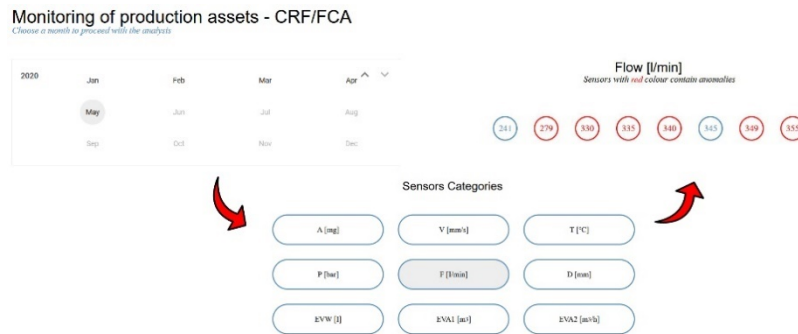 Monitoring of production assets - CRF/FCA
Choose a month to proceed with the analysis
2020 Jan Feb Mar Apr
May Jun Jul Aug
Sep Oct Nov Dec
Flow [l/min]
Sensors with red colour contain anomalies
241 279 330 335 340 345 349 355
Sensors Categories
A [mg] V [mm/s] T [°C]
P [bar] F [l/min] D [mm]
EVW [l] EVA1 [m³] EVA2 [m³/h]